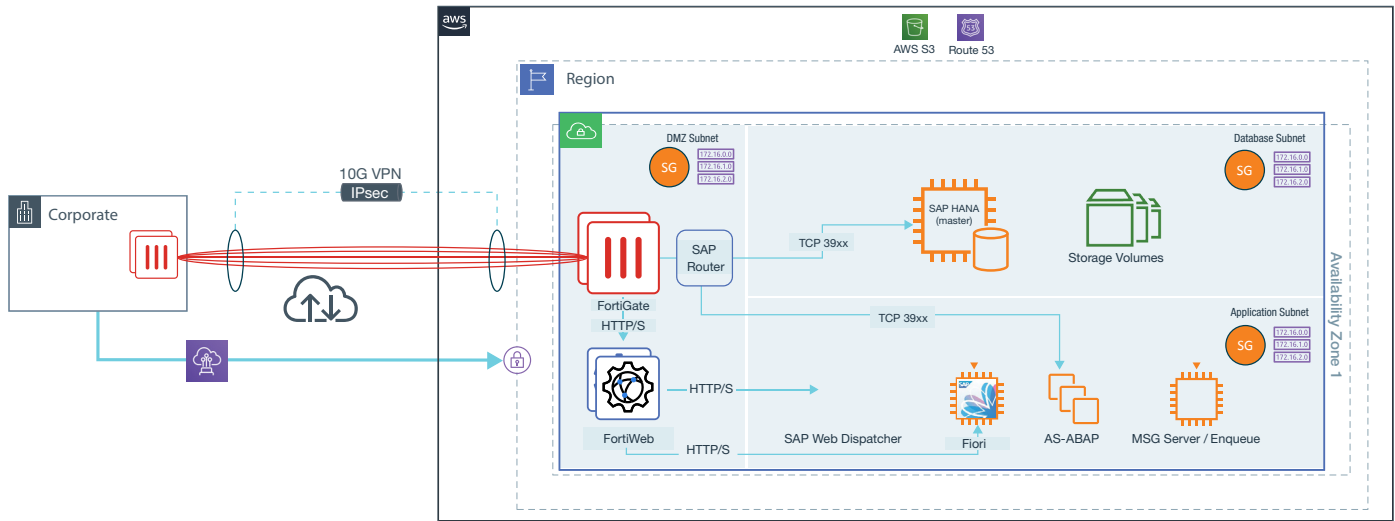 aws
AWS S3
Route 53
53
Region
DMZ Subnet
SG
172.16.0.0
172.16.1.0
172.16.2.0
Database Subnet
SG
172.16.0.0
172.16.1.0
172.16.2.0
10G VPN
IPsec
Corporate
SAP HANA
(master)
TCP 39xx
SAP
Router
Storage Volumes
Availability Zone 1
FortiGate
HTTP/S
TCP 39xx
Application Subnet
SG
172.16.0.0
172.16.1.0
172.16.2.0
HTTP/S
SAP
FortiWeb
SAP Web Dispatcher
Fiori
AS-ABAP
MSG Server / Enqueue
HTTP/S